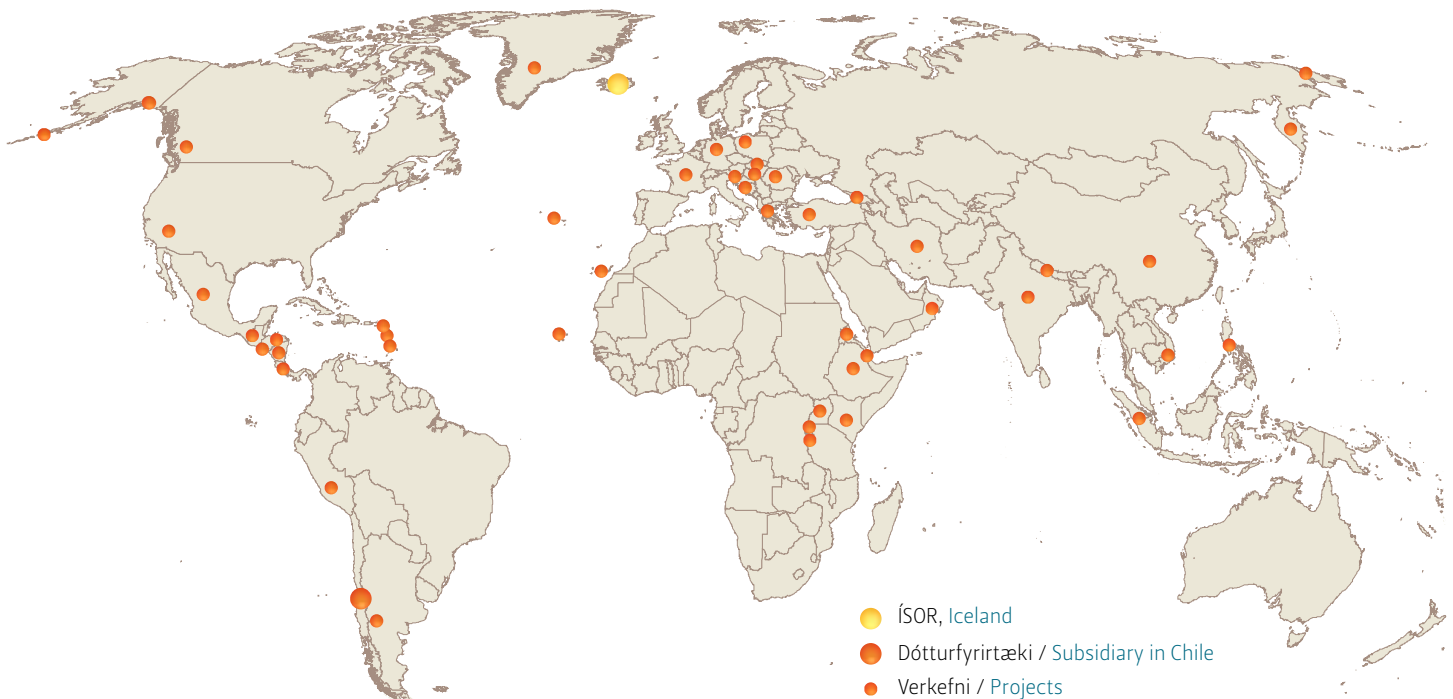 ÍSOR, Iceland
Dótturfyrirtæki / Subsidiary in Chile
Verkefni / Projects